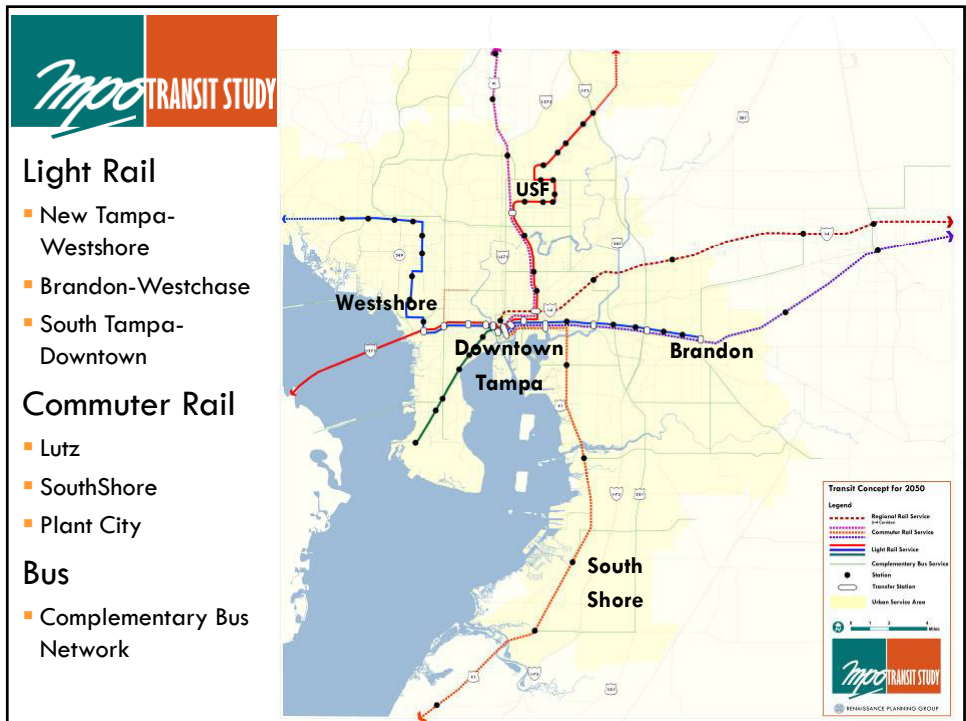 mpo TRANSIT STUDY
Light Rail
New Tampa-
Westshore
Brandon-Westchase
South Tampa-
Downtown
Commuter Rail
Lutz
SouthShore
Plant City
Bus
Complementary Bus
Network
USF
Westshore
Downtown
Tampa
Brandon
South
Shore
Transit Concept for 2050
Legend
Regional Rail Service
I-4 Corridor
Commuter Rail Service
Light Rail Service
Complementary Bus Service
Station
Transfer Station
Urban Service Area
Miles
mpo TRANSIT STUDY
RENAISSANCE PLANNING GROUP